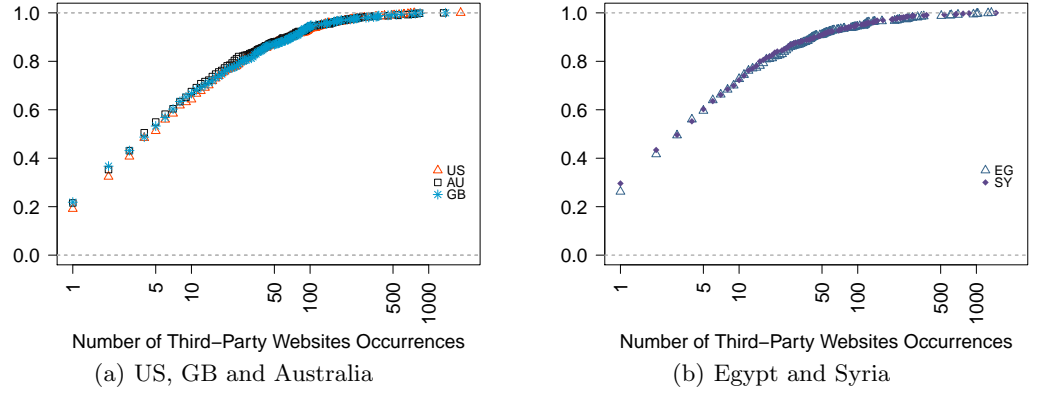 1.0
0.8
0.6
0.4
0.2
0.0
US
AU
GB
1
5
10
50
100
500
1000
Number of Third−Party Websites Occurrences
(a) US, GB and Australia
1.0
0.8
0.6
0.4
0.2
0.0
EG
SY
1
5
10
50
100
500
1000
Number of Third−Party Websites Occurrences
(b) Egypt and Syria